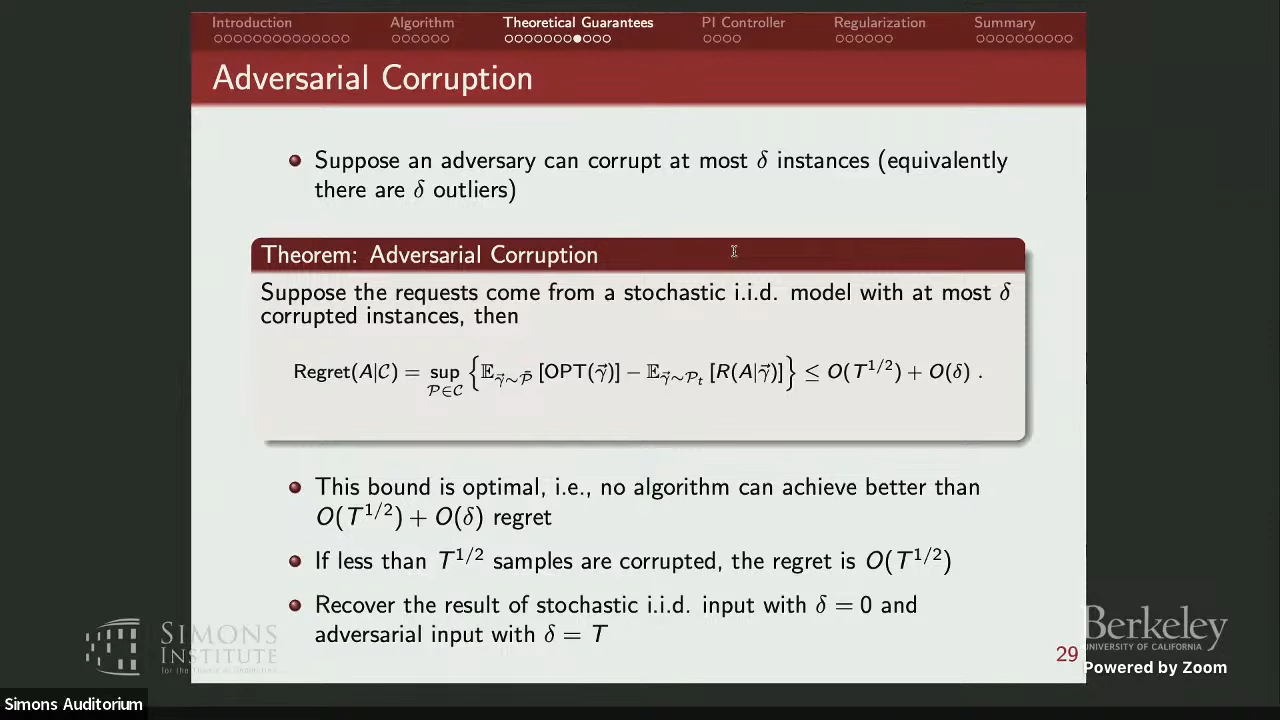 Introduction Algorithm Theoretical Guarantees PI Controller Regularization Summary
Adversarial Corruption
Suppose an adversary can corrupt at most δ instances (equivalently
there are δ outliers)
Theorem: Adversarial Corruption
Suppose the requests come from a stochastic i.i.d. model with at most δ
corrupted instances, then
Regret(A|𝒞) = sup_{𝒫∈𝒞} {𝔼_{γ⃗∼𝒫̄} [OPT(γ⃗)] − 𝔼_{γ⃗∼𝒫_t} [R(A|γ⃗)]} ≤ O(T^{1/2}) + O(δ) .
This bound is optimal, i.e., no algorithm can achieve better than
O(T^{1/2}) + O(δ) regret
If less than T^{1/2} samples are corrupted, the regret is O(T^{1/2})
Recover the result of stochastic i.i.d. input with δ = 0 and
adversarial input with δ = T
29
SIMONS
INSTITUTE
Berkeley
UNIVERSITY OF CALIFORNIA
Powered by Zoom
Simons Auditorium